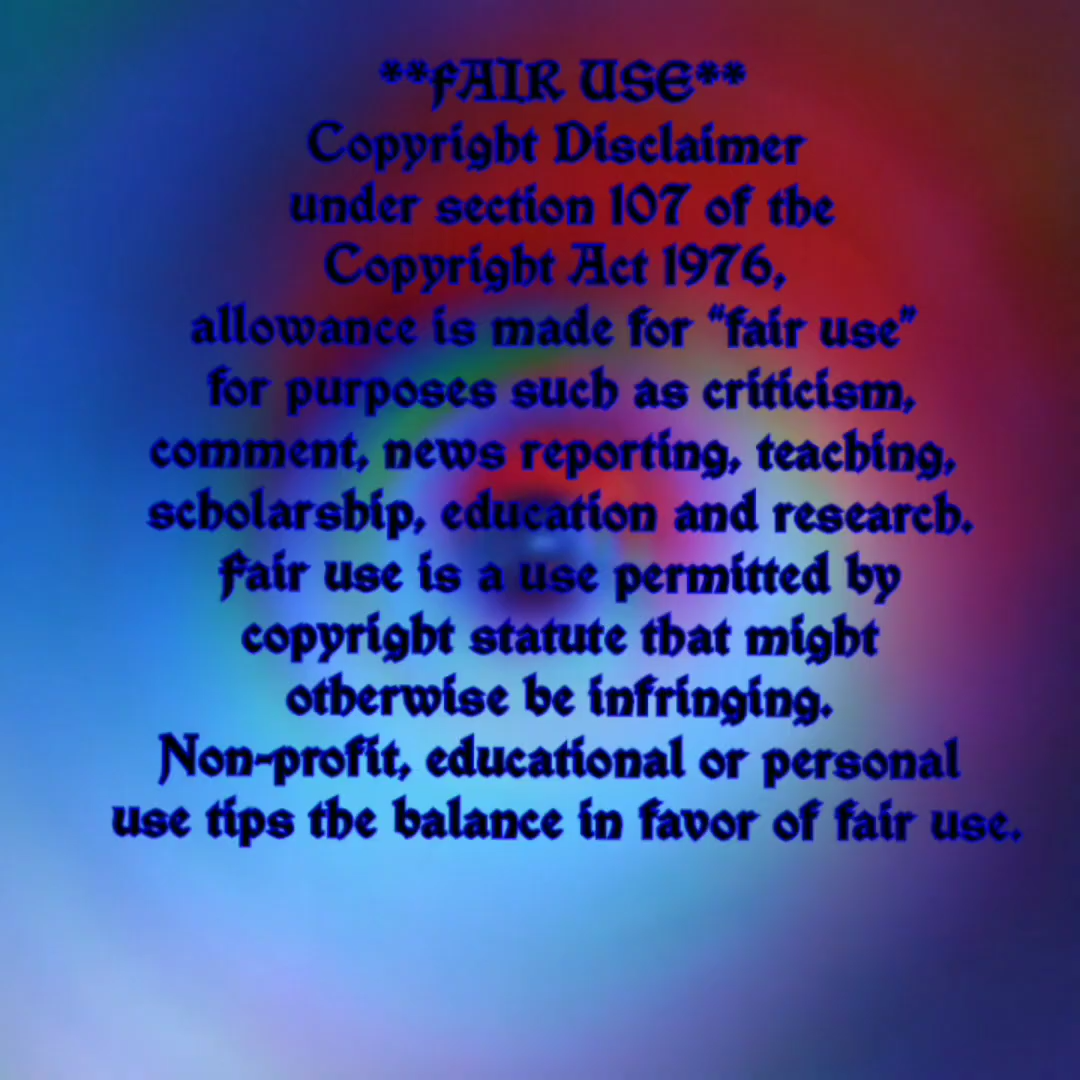 **FAIR USE**
Copyright Disclaimer
under section 107 of the
Copyright Act 1976,
allowance is made for "fair use"
for purposes such as criticism,
comment, news reporting, teaching,
scholarship, education and research.
Fair use is a use permitted by
copyright statute that might
otherwise be infringing.
Non-profit, educational or personal
use tips the balance in favor of fair use.